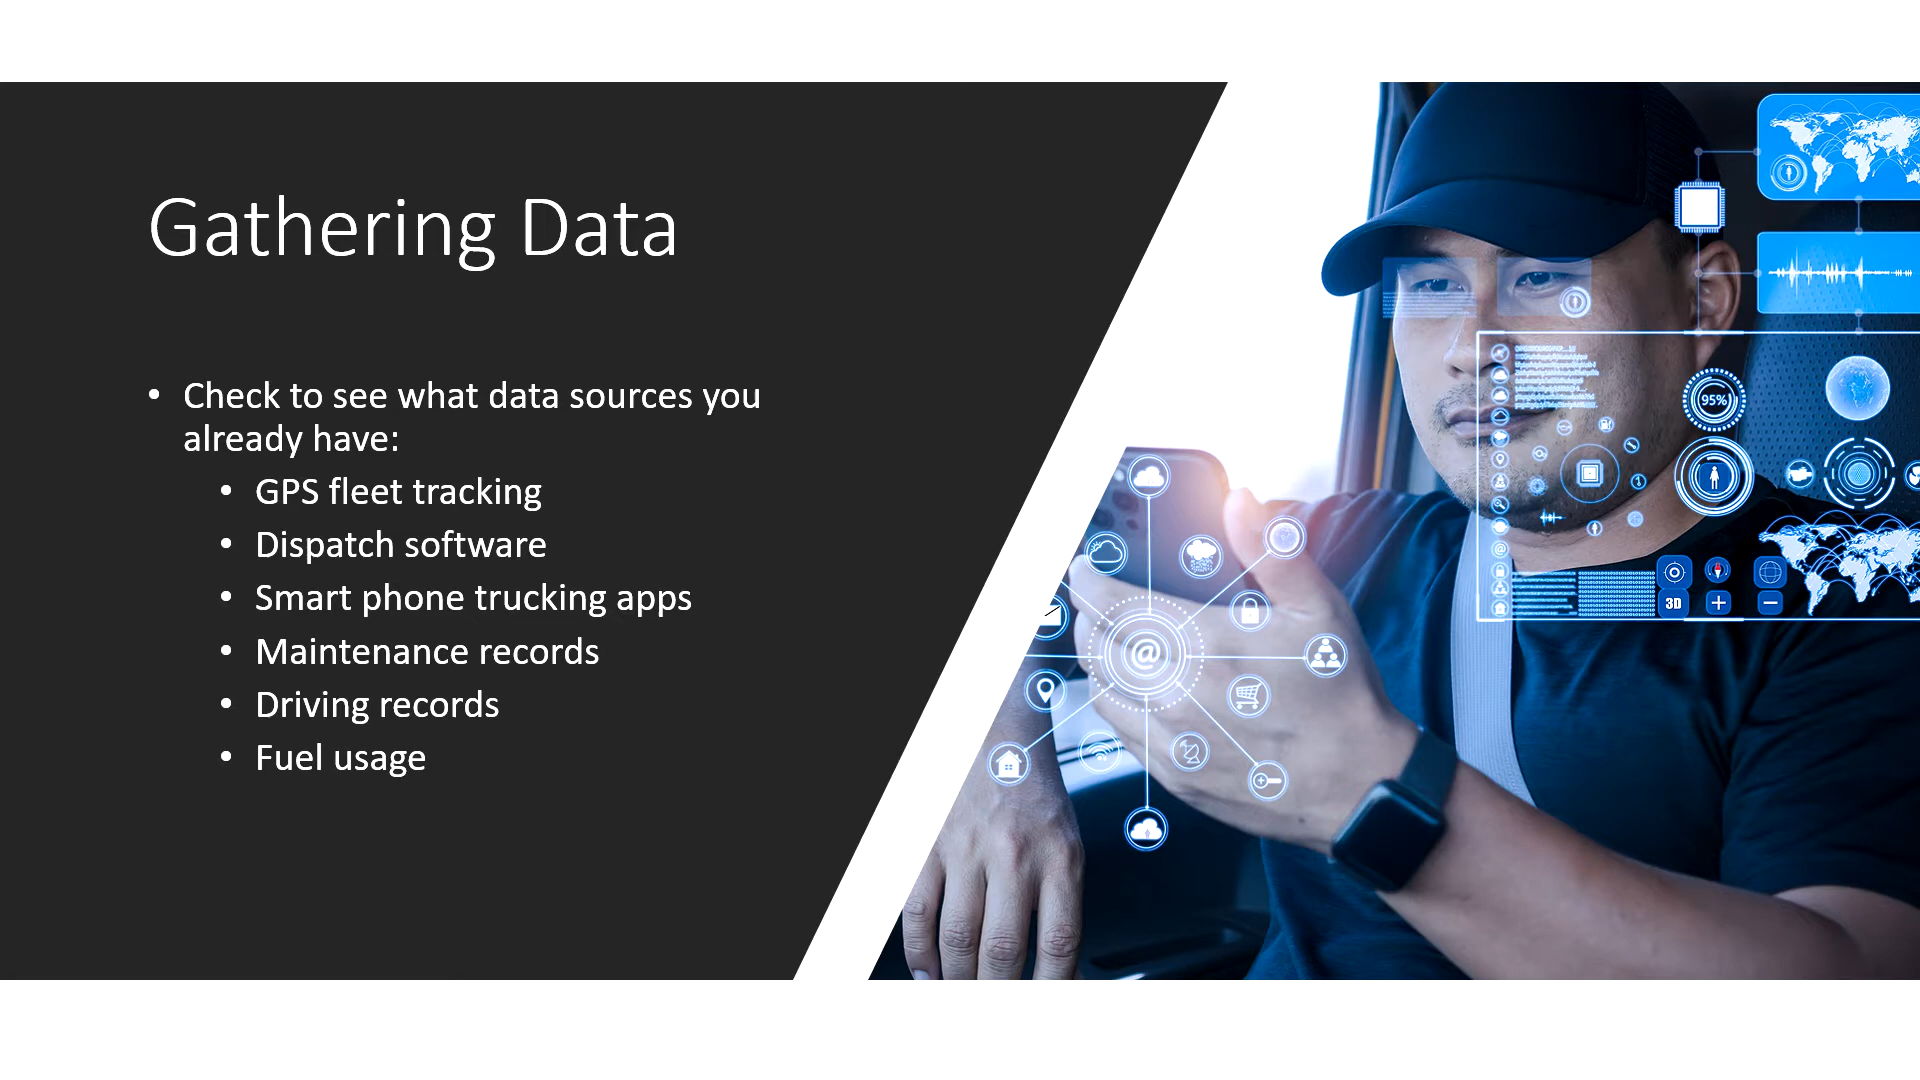 Gathering Data
• Check to see what data sources you
already have:
• GPS fleet tracking
• Dispatch software
• Smart phone trucking apps
• Maintenance records
• Driving records
• Fuel usage
95%
@
@
3D